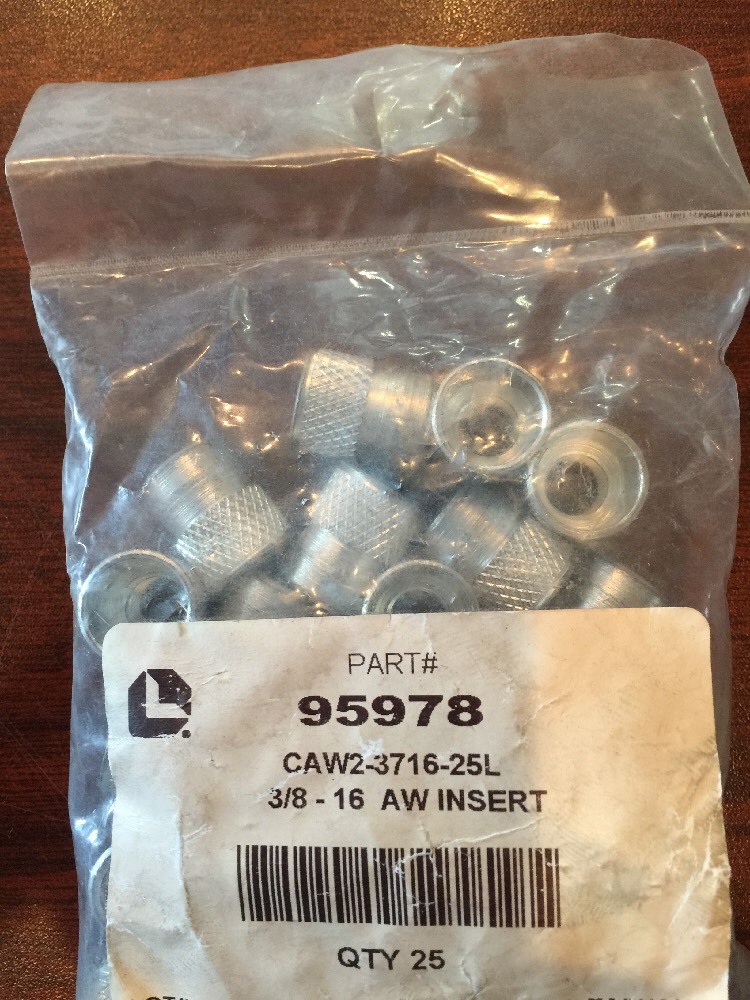 PART#
95978
CAW2-3716-25L
3/8 - 16 AW INSERT
QTY 25